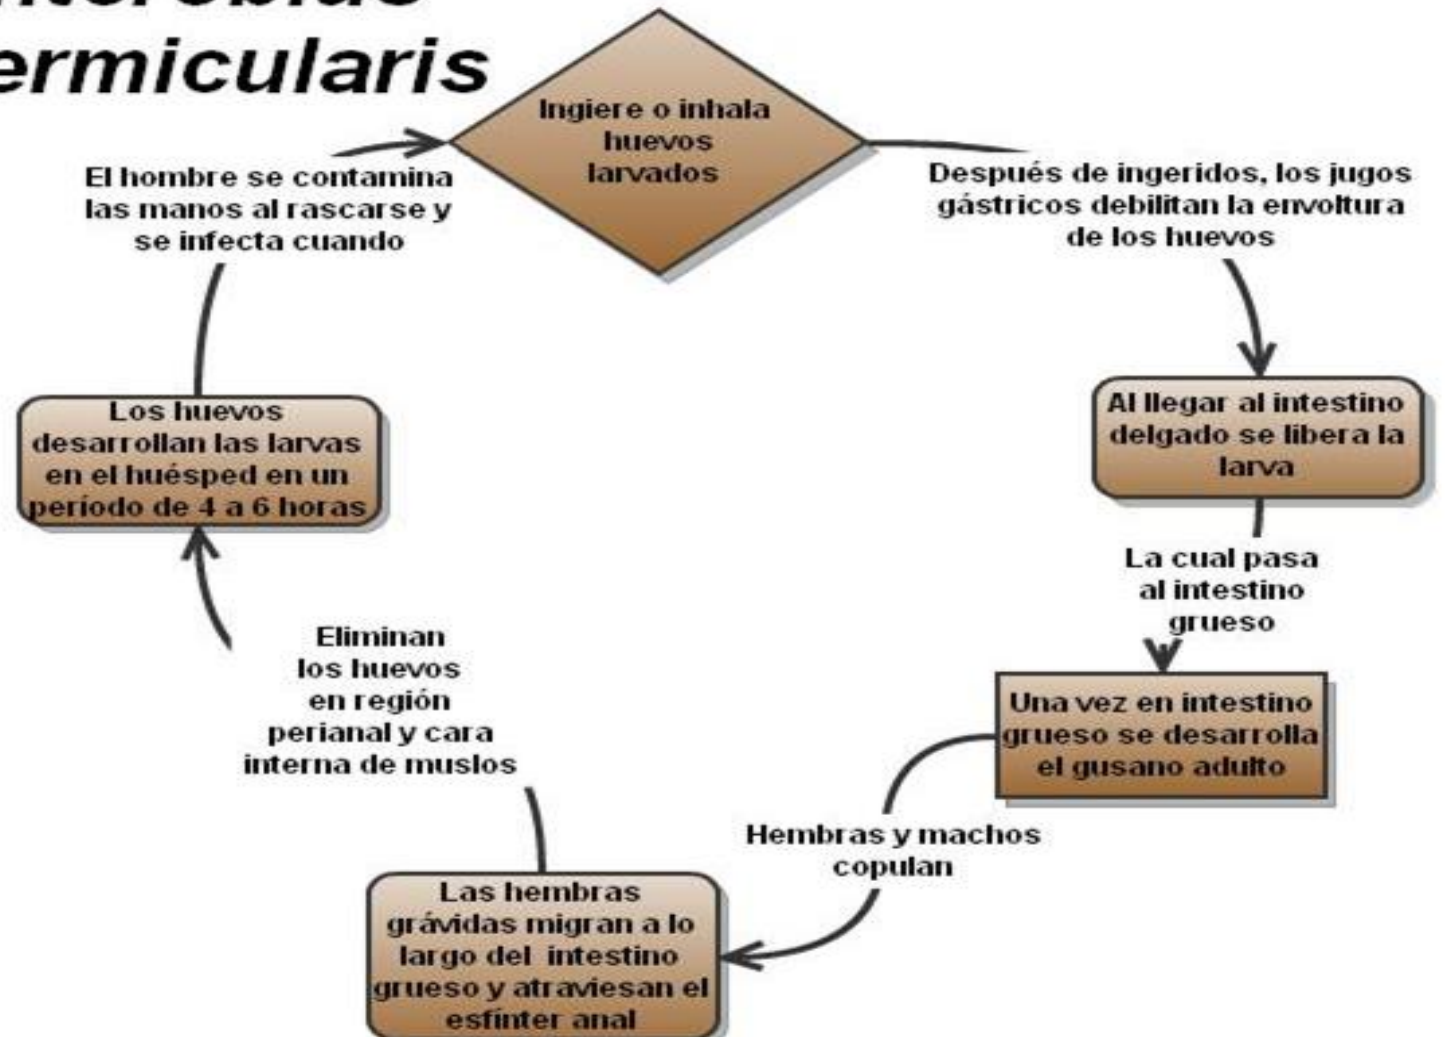 ermicularis
Ingiere o inhala
huevos
larvados
Después de ingeridos, los jugos
gástricos debilitan la envoltura
de los huevos
Al llegar al intestino
delgado se libera la
larva
La cual pasa
al intestino
grueso
Una vez en intestino
grueso se desarrolla
el gusano adulto
Hembras y machos
copulan
Las hembras
grávidas migran a lo
largo del intestino
grueso y atraviesan el
esfínter anal
Eliminan
los huevos
en región
perianal y cara
interna de muslos
Los huevos
desarrollan las larvas
en el huésped en un
período de 4 a 6 horas
El hombre se contamina
las manos al rascarse y
se infecta cuando